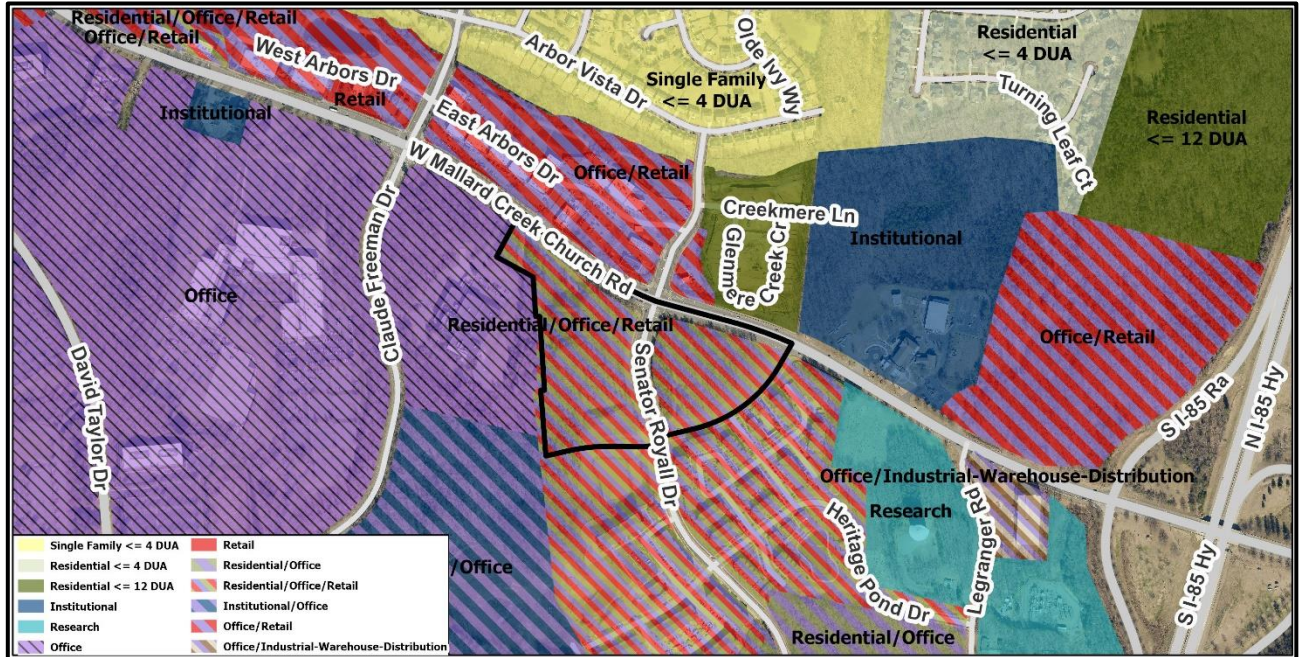 Residential/Office/Retail
Office/Retail
West Arbors Dr
Retail
Institutional
East Arbors Dr
Arbor Vista Dr
Olde Ivy Wy
Single Family
<= 4 DUA
Residential
<= 4 DUA
Turning Leaf Ct
Residential
<= 12 DUA
W Mallard Creek Church Rd
Office/Retail
Creekmere Ln
Glenmere Creek Cr
Institutional
Office
Claude Freeman Dr
David Taylor Dr
Residential/Office/Retail
Senator Royall Dr
Office/Retail
S I-85 Ra
N I-85 Hy
S I-85 Hy
Office/Industrial-Warehouse-Distribution
Research
Legranger Rd
Heritage Pond Dr
/Office
Residential/Office
Single Family <= 4 DUA
Residential <= 4 DUA
Residential <= 12 DUA
Institutional
Research
Office
Retail
Residential/Office
Residential/Office/Retail
Institutional/Office
Office/Retail
Office/Industrial-Warehouse-Distribution